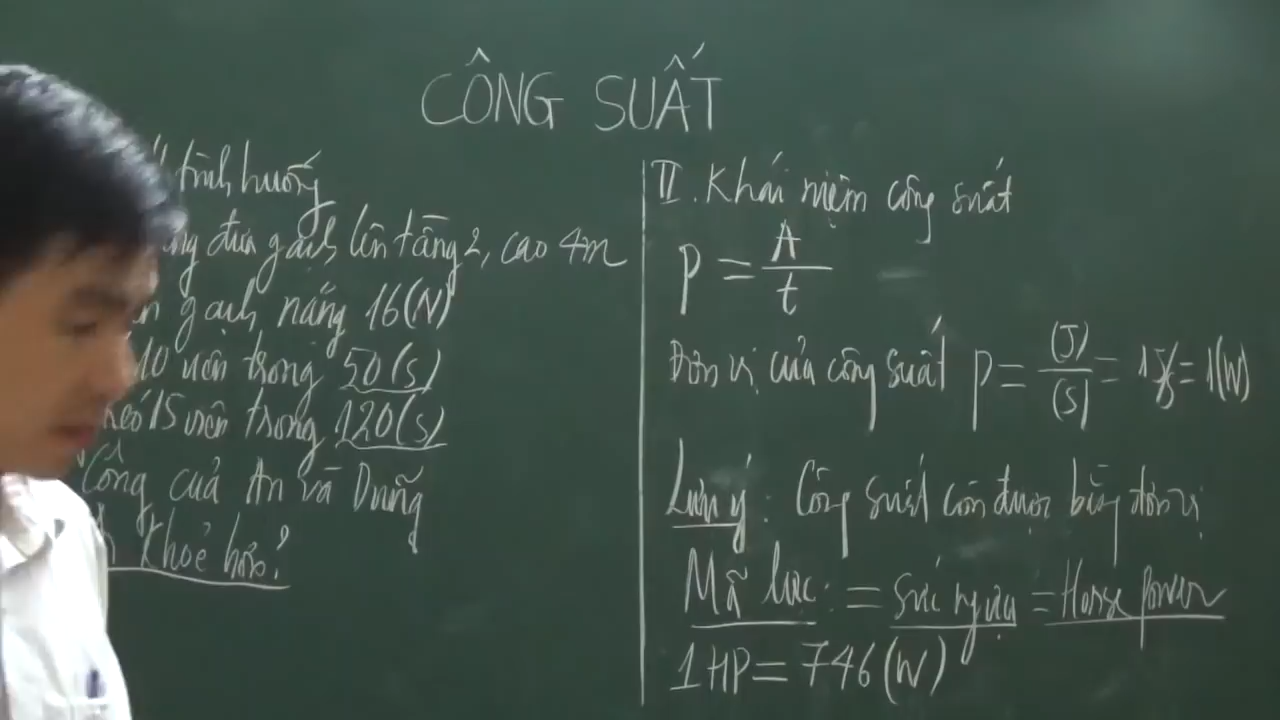 CÔNG SUẤT
tình huống
đưa gạch lên tầng 2, cao 4m
gạch nặng 16(N)
10 viên trong 50(s)
kéo 15 viên trong 120(s)
Công của An và Dũng
khoẻ hơn?
II. Khái niệm công suất
P = A/t
Đơn vị của công suất P = (J)/(s) = 1 J/s = 1(W)
Lưu ý: Công suất còn được bằng đơn vị
Mã lực: = sức ngựa = Horse power
1HP = 746(W)